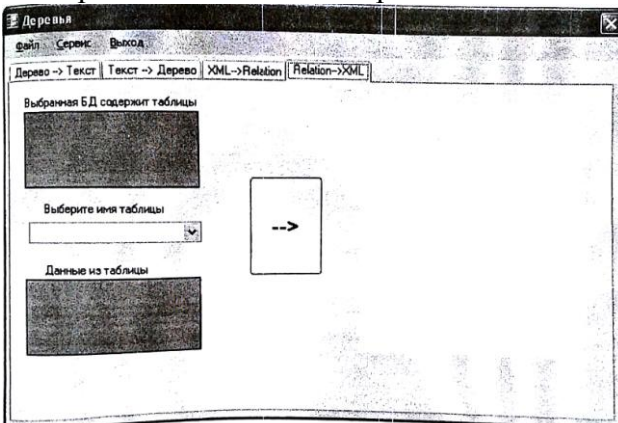 Деревья
Файл Сервис Выход
Дерево -> Текст Текст -> Дерево XML->Relation Relation->XML
Выбранная БД содержит таблицы
Выберите имя таблицы
-->
Данные из таблицы